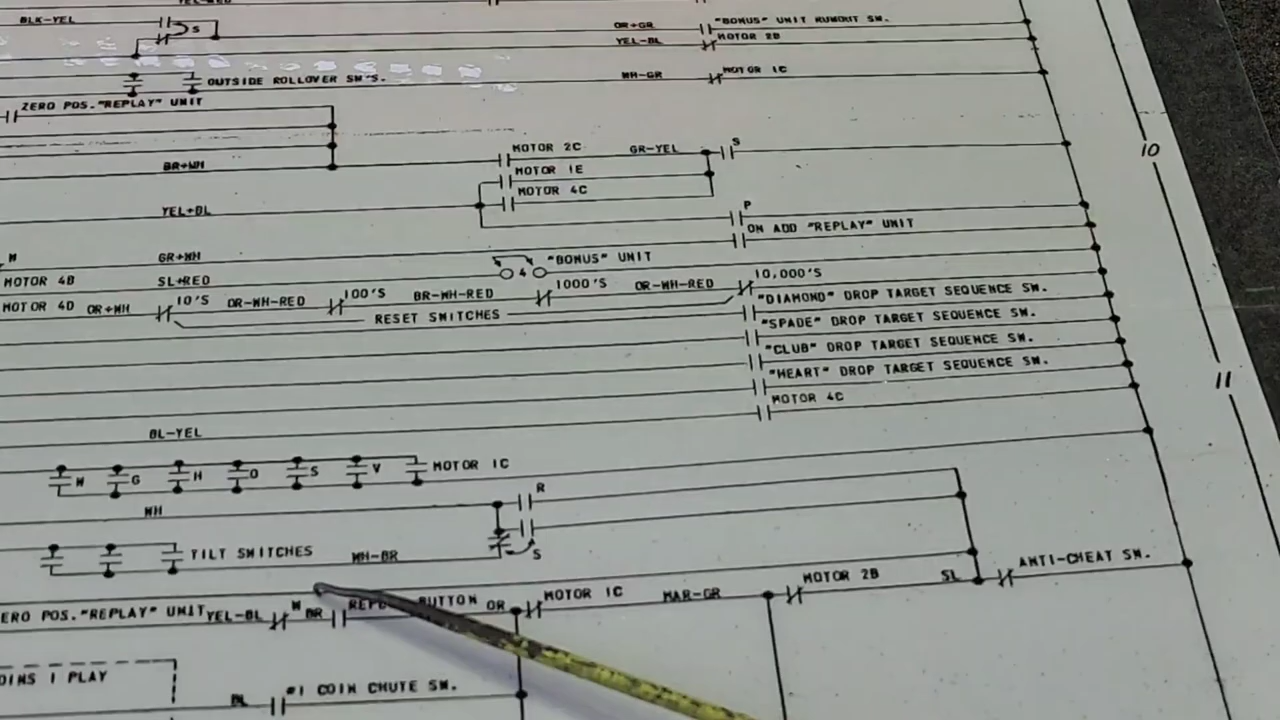 BLK-YEL
S
OR+GR
"BONUS" UNIT RUNOUT SW.
YEL-BL
MOTOR 2B
OUTSIDE ROLLOVER SW'S.
WH-GR
MOTOR 1C
ZERO POS. "REPLAY" UNIT
BR+WH
MOTOR 2C
GR-YEL
S
MOTOR 1E
MOTOR 4C
10
YEL+BL
P
ON ADD "REPLAY" UNIT
W
GR+WH
4
"BONUS" UNIT
MOTOR 4B
SL+RED
10,000'S
MOTOR 4D
OR+WH
10'S
OR-WH-RED
100'S
BR-WH-RED
1000'S
OR-WH-RED
RESET SWITCHES
"DIAMOND" DROP TARGET SEQUENCE SW.
"SPADE" DROP TARGET SEQUENCE SW.
"CLUB" DROP TARGET SEQUENCE SW.
"HEART" DROP TARGET SEQUENCE SW.
11
MOTOR 4C
BL-YEL
W G H O S V MOTOR 1C
WH
R
TILT SWITCHES
WH-BR
S
ANTI-CHEAT SW.
ZERO POS. "REPLAY" UNIT
YEL-BL
W
BR
BUTTON
OR
MOTOR 1C
MAR-GR
MOTOR 2B
SL
OINS 1 PLAY
BL
#1 COIN CHUTE SW.